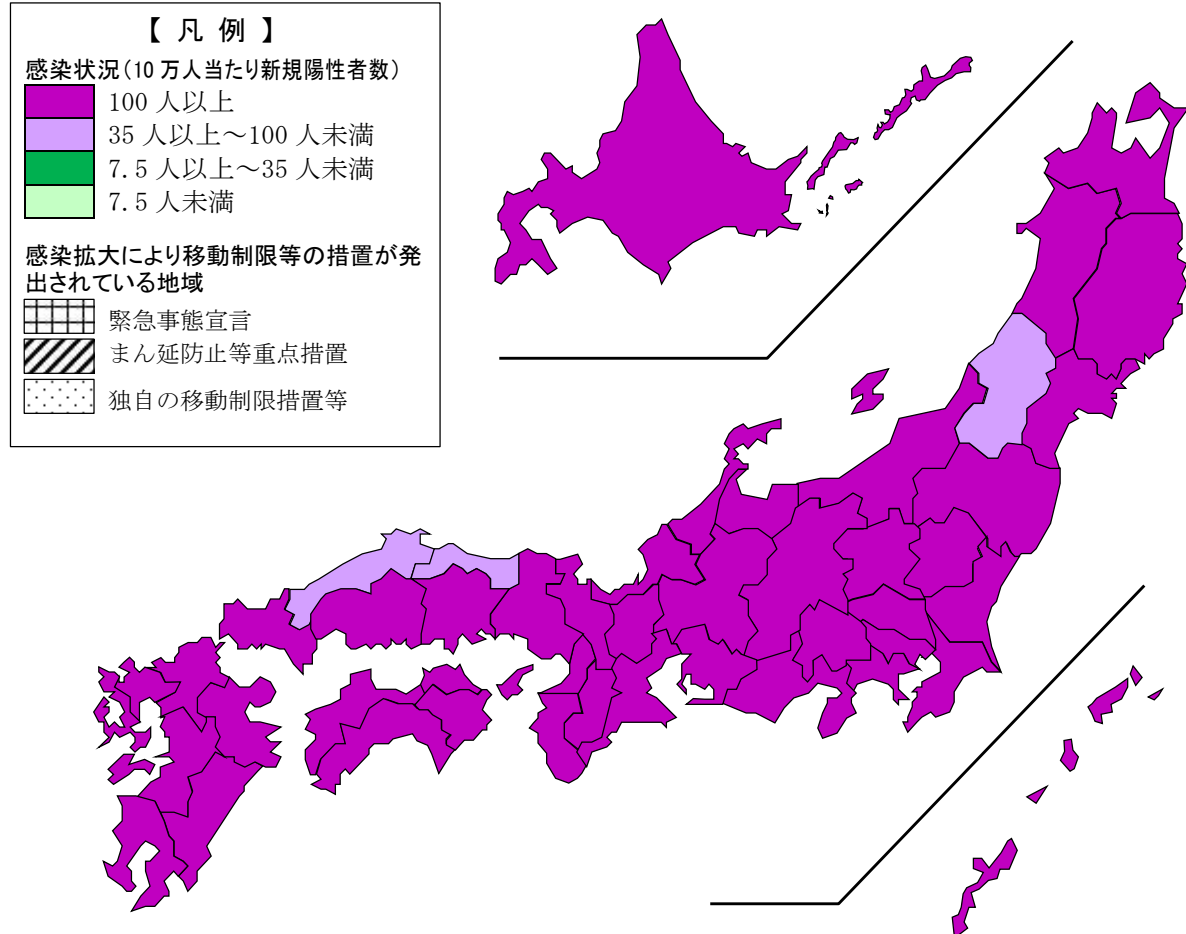 【 凡 例 】
感染状況(10 万人当たり新規陽性者数)
100 人以上
35 人以上～100 人未満
7.5 人以上～35 人未満
7.5 人未満
感染拡大により移動制限等の措置が発
出されている地域
緊急事態宣言
まん延防止等重点措置
独自の移動制限措置等